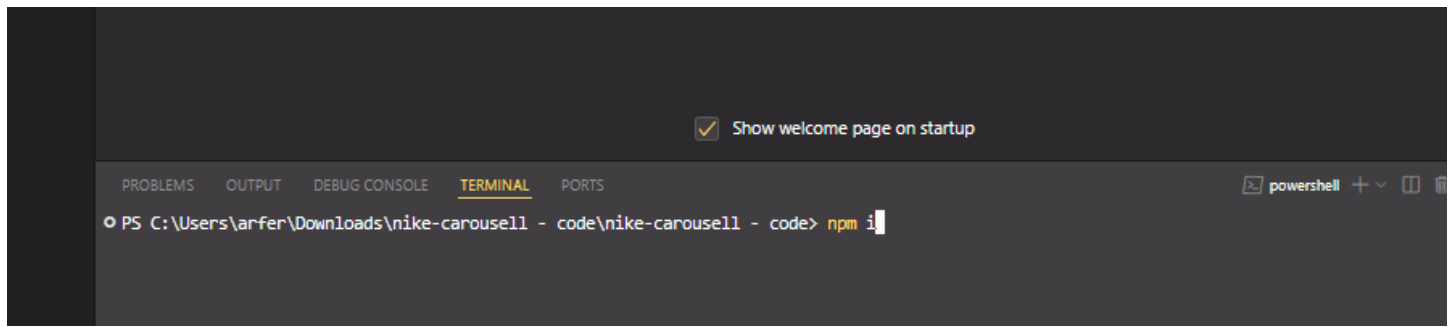 Show welcome page on startup
PROBLEMS OUTPUT DEBUG CONSOLE TERMINAL PORTS powershell
PS C:\Users\arfer\Downloads\nike-carousell - code\nike-carousell - code> npm i